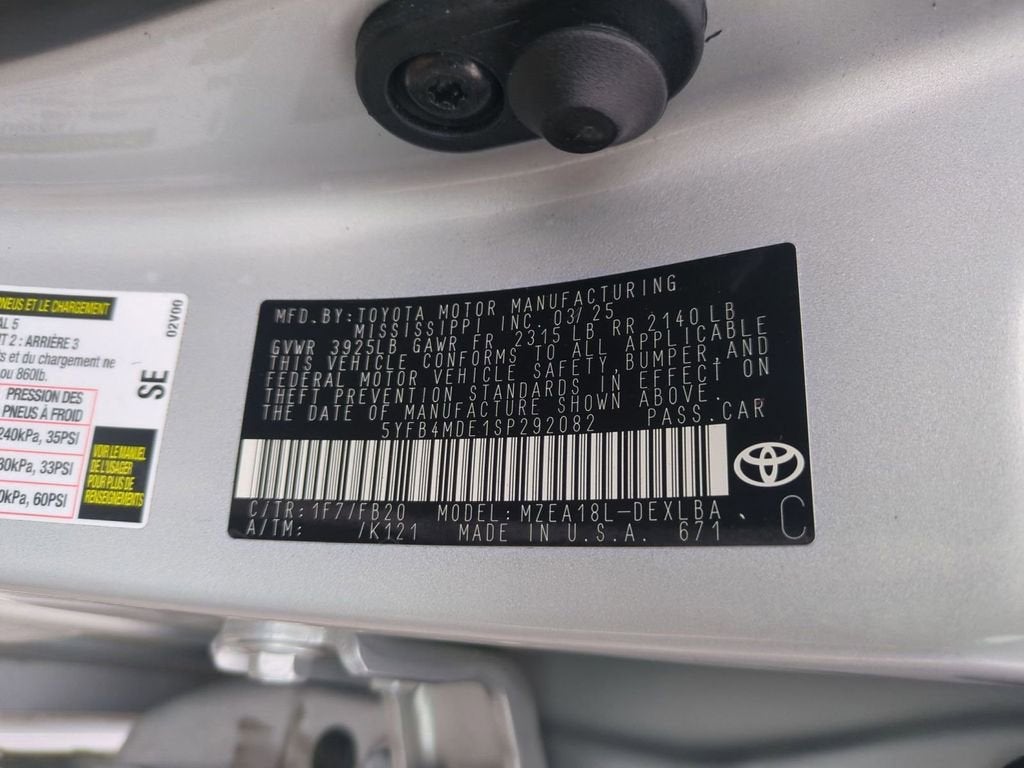 PNEUS ET LE CHARGEMENT
AL 5
T 2 : ARRIÈRE 3
ts et du chargement ne
ou 860lb.
PRESSION DES
PNEUS À FROID
240kPa, 35PSI
30kPa, 33PSI
0kPa, 60PSI
02V00
SE
VOIR LE MANUEL
DE L'USAGER
POUR PLUS DE
RENSEIGNEMENTS
MFD.BY:TOYOTA MOTOR MANUFACTURING
MISSISSIPPI INC. 03/25
GVWR 3925LB GAWR FR 2315LB RR 2140LB
THIS VEHICLE CONFORMS TO ALL APPLICABLE
FEDERAL MOTOR VEHICLE SAFETY, BUMPER, AND
THEFT PREVENTION STANDARDS IN EFFECT ON
THE DATE OF MANUFACTURE SHOWN ABOVE.
5YFB4MDE1SP292082 PASS.CAR
C/TR:1F7/FB20 MODEL:MZEA18L-DEXLBA
A/TM: /K121 MADE IN U.S.A. 671
C